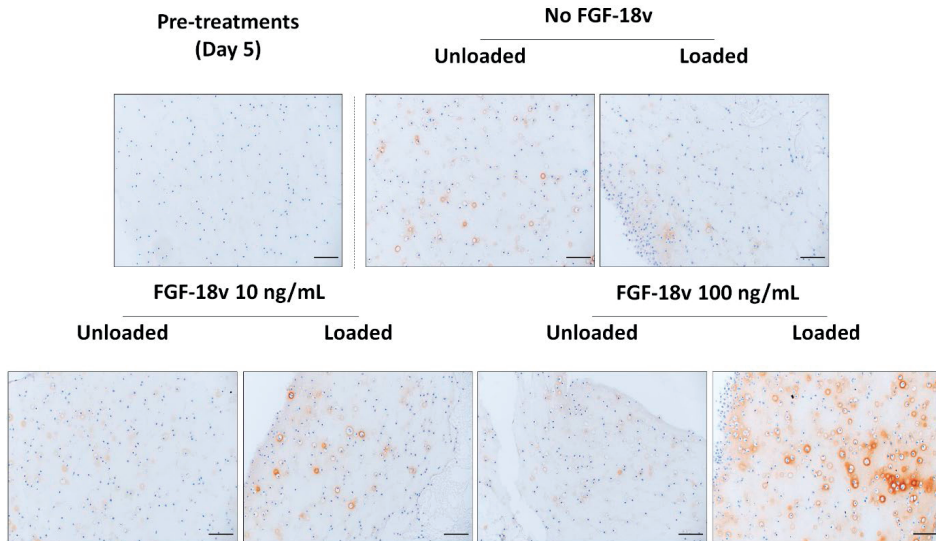 Pre-treatments
(Day 5)
No FGF-18v
Unloaded
Loaded
FGF-18v 10 ng/mL
Unloaded
Loaded
FGF-18v 100 ng/mL
Unloaded
Loaded